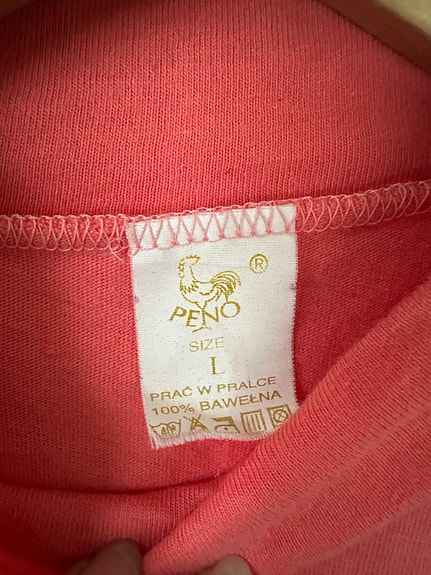 ®
PENO
SIZE
L
PRAĆ W PRALCE
100% BAWEŁNA